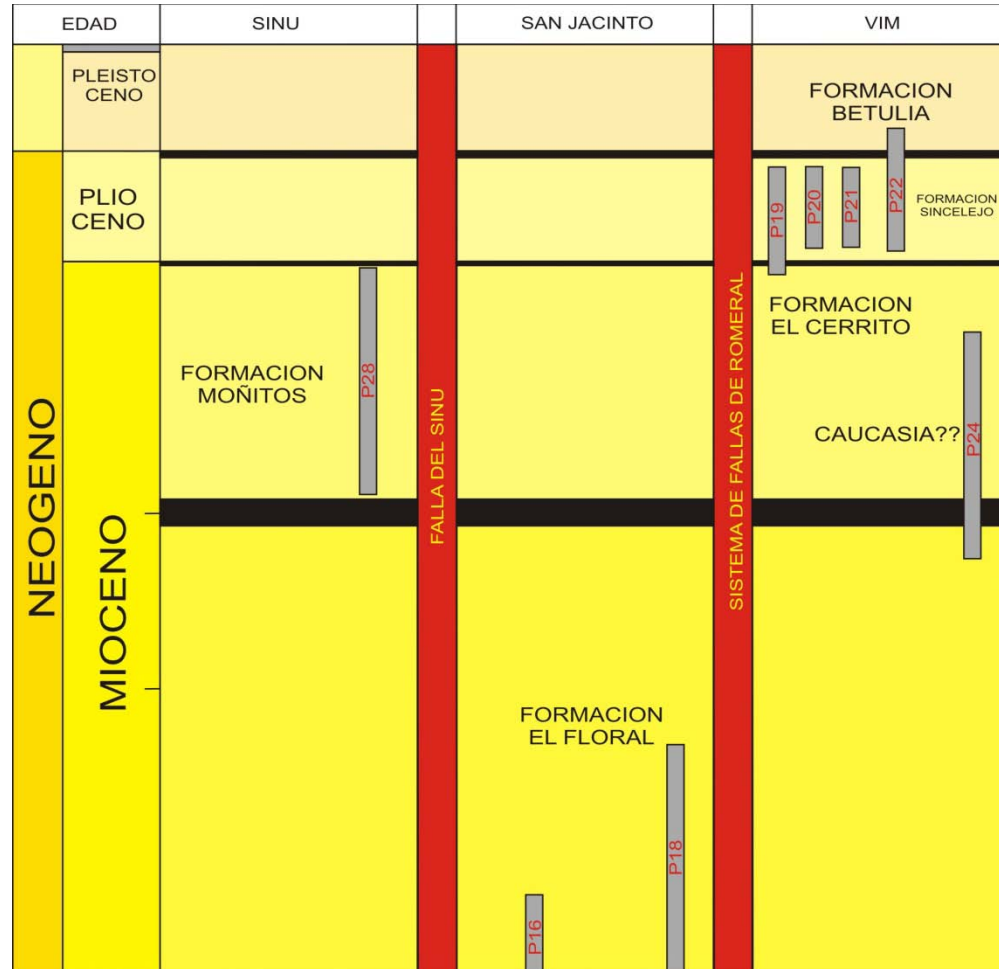 EDAD
SINU
SAN JACINTO
VIM
PLEISTO
CENO
FORMACION
BETULIA
PLIO
CENO
P19
P20
P21
P22
FORMACION
SINCELEJO
NEOGENO
MIOCENO
FORMACION
MOÑITOS
P28
FALLA DEL SINU
SISTEMA DE FALLAS DE ROMERAL
FORMACION
EL CERRITO
CAUCASIA??
P24
FORMACION
EL FLORAL
P18
P16